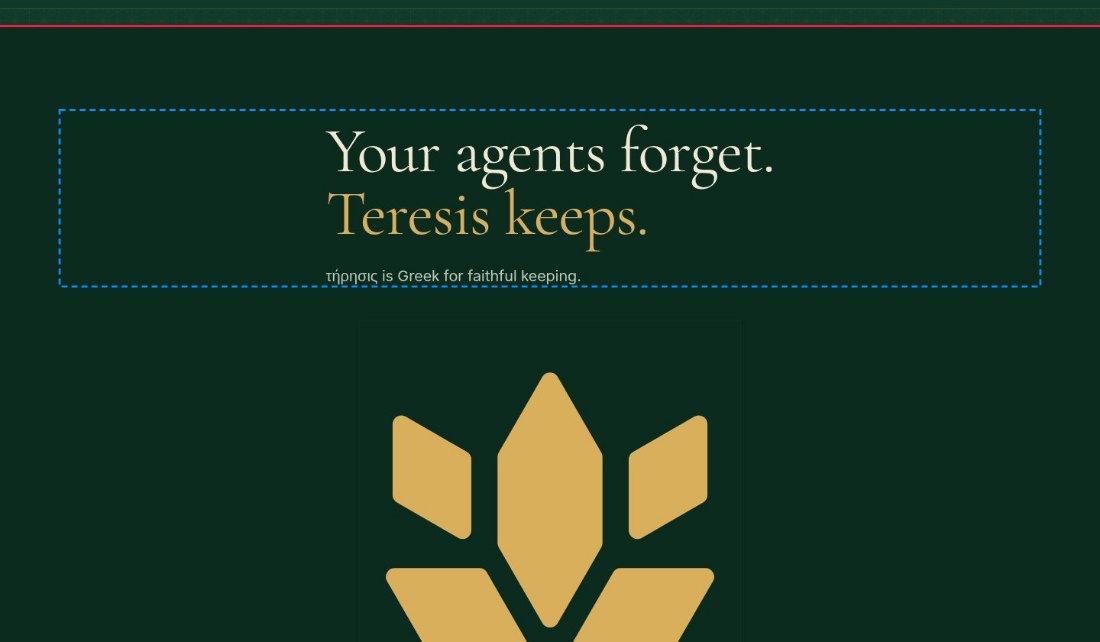 Your agents forget.
Teresis keeps.
τήρησις is Greek for faithful keeping.